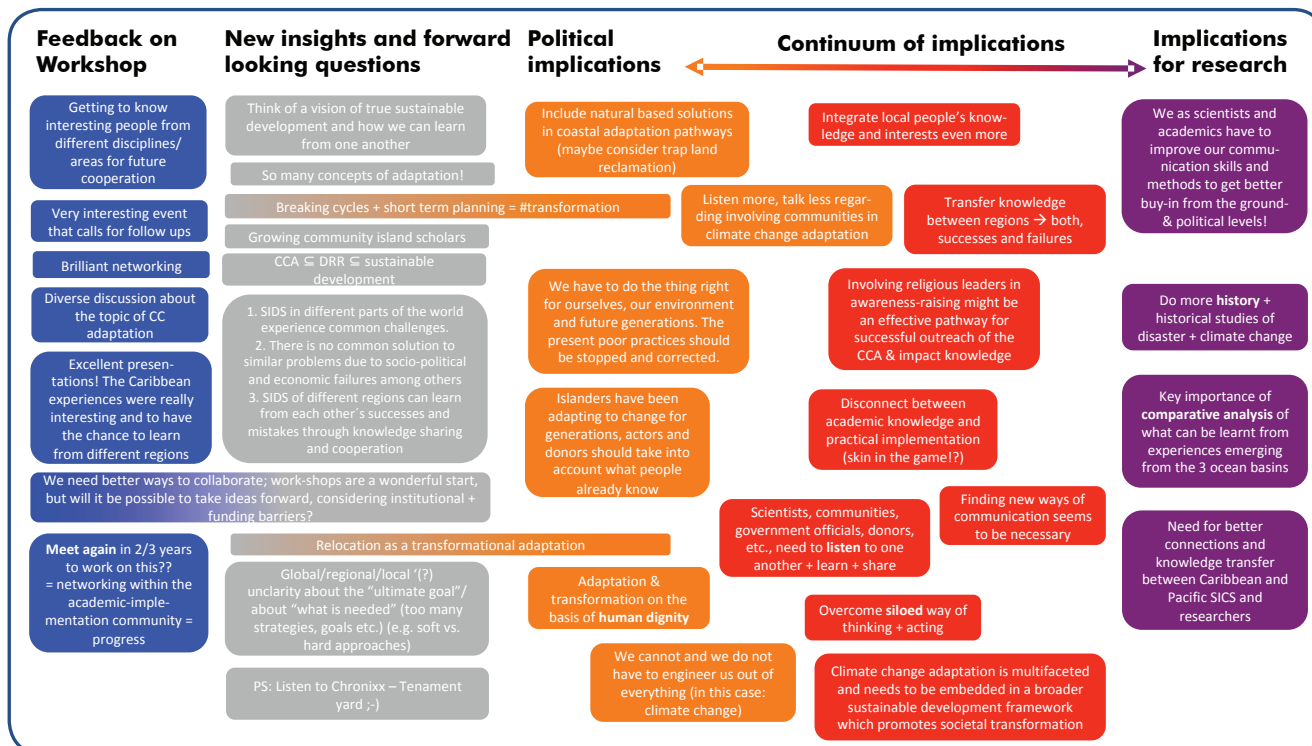 Feedback on
Workshop
New insights and forward
looking questions
Political
implications
Continuum of implications
Implications
for research
Getting to know
interesting people from
different disciplines/
areas for future
cooperation
Very interesting event
that calls for follow ups
Brilliant networking
Diverse discussion about
the topic of CC
adaptation
Excellent presen-
tations! The Caribbean
experiences were really
interesting and to have
the chance to learn
from different regions
We need better ways to collaborate; work-shops are a wonderful start,
but will it be possible to take ideas forward, considering institutional +
funding barriers?
Meet again in 2/3 years
to work on this??
= networking within the
academic-imple-
mentation community =
progress
Think of a vision of true sustainable
development and how we can learn
from one another
So many concepts of adaptation!
Breaking cycles + short term planning = #transformation
Growing community island scholars
CCA ⊆ DRR ⊆ sustainable
development
1. SIDS in different parts of the world
experience common challenges.
2. There is no common solution to
similar problems due to socio-political
and economic failures among others
3. SIDS of different regions can learn
from each other´s successes and
mistakes through knowledge sharing
and cooperation
Relocation as a transformational adaptation
Global/regional/local ‘(?)
unclarity about the “ultimate goal”/
about “what is needed” (too many
strategies, goals etc.) (e.g. soft vs.
hard approaches)
PS: Listen to Chronixx – Tenament
yard ;-)
Include natural based solutions
in coastal adaptation pathways
(maybe consider trap land
reclamation)
Listen more, talk less regar-
ding involving communities in
climate change adaptation
We have to do the thing right
for ourselves, our environment
and future generations. The
present poor practices should
be stopped and corrected.
Islanders have been
adapting to change for
generations, actors and
donors should take into
account what people
already know
Adaptation &
transformation on the
basis of human dignity
We cannot and we do not
have to engineer us out of
everything (in this case:
climate change)
Integrate local people’s know-
ledge and interests even more
Transfer knowledge
between regions → both,
successes and failures
Involving religious leaders in
awareness-raising might be
an effective pathway for
successful outreach of the
CCA & impact knowledge
Disconnect between
academic knowledge and
practical implementation
(skin in the game!?)
Scientists, communities,
government officials, donors,
etc., need to listen to one
another + learn + share
Finding new ways of
communication seems
to be necessary
Overcome siloed way of
thinking + acting
Climate change adaptation is multifaceted
and needs to be embedded in a broader
sustainable development framework
which promotes societal transformation
We as scientists and
academics have to
improve our commu-
nication skills and
methods to get better
buy-in from the ground-
& political levels!
Do more history +
historical studies of
disaster + climate change
Key importance of
comparative analysis of
what can be learnt from
experiences emerging
from the 3 ocean basins
Need for better
connections and
knowledge transfer
between Caribbean and
Pacific SICS and
researchers